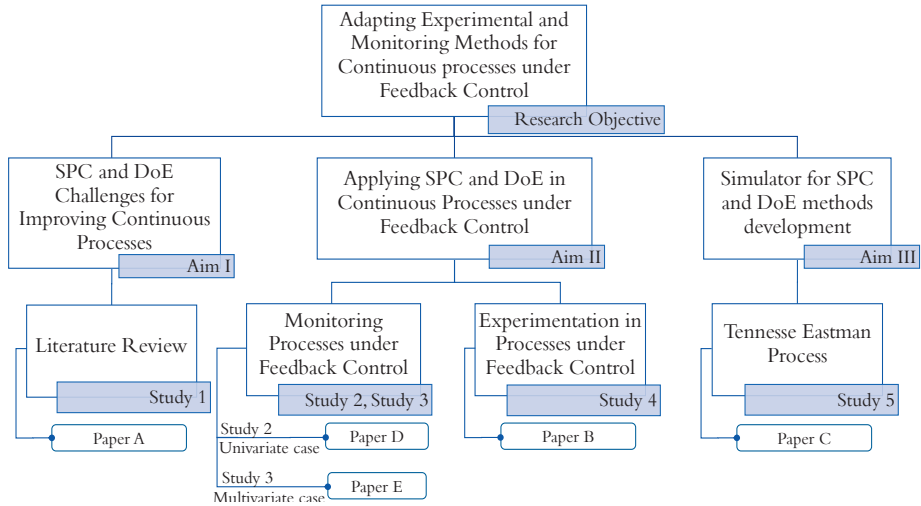 Adapting Experimental and
Monitoring Methods for
Continuous processes under
Feedback Control
Research Objective
SPC and DoE
Challenges for
Improving Continuous
Processes
Aim I
Applying SPC and DoE in
Continuous Processes under
Feedback Control
Aim II
Simulator for SPC
and DoE methods
development
Aim III
Literature Review
Study 1
Monitoring
Processes under
Feedback Control
Study 2, Study 3
Experimentation in
Processes under
Feedback Control
Study 4
Tennesse Eastman
Process
Study 5
Paper A
Study 2
Univariate case
Paper D
Paper B
Paper C
Study 3
Multivariate case
Paper E